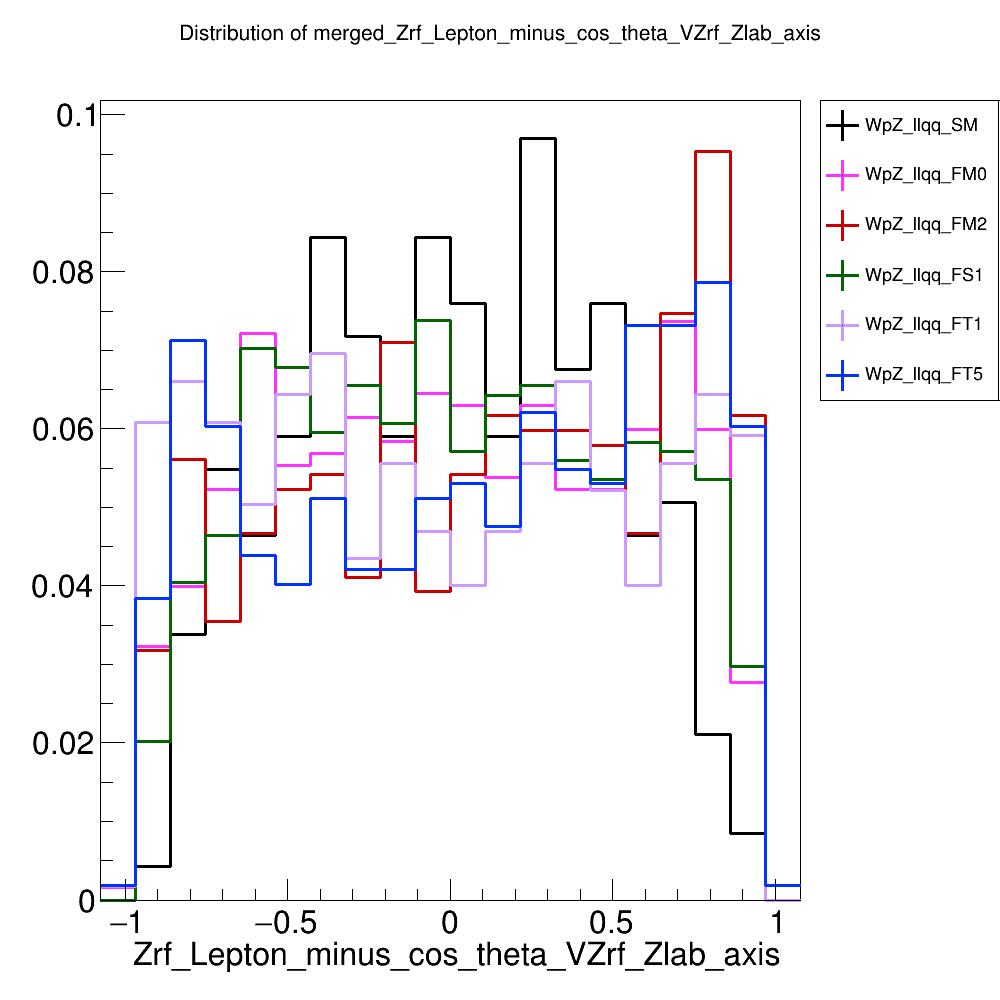 Distribution of merged_Zrf_Lepton_minus_cos_theta_VZrf_Zlab_axis
0.1
0.08
0.06
0.04
0.02
0
−1
−0.5
0
0.5
1
Zrf_Lepton_minus_cos_theta_VZrf_Zlab_axis
WpZ_llqq_SM
WpZ_llqq_FM0
WpZ_llqq_FM2
WpZ_llqq_FS1
WpZ_llqq_FT1
WpZ_llqq_FT5